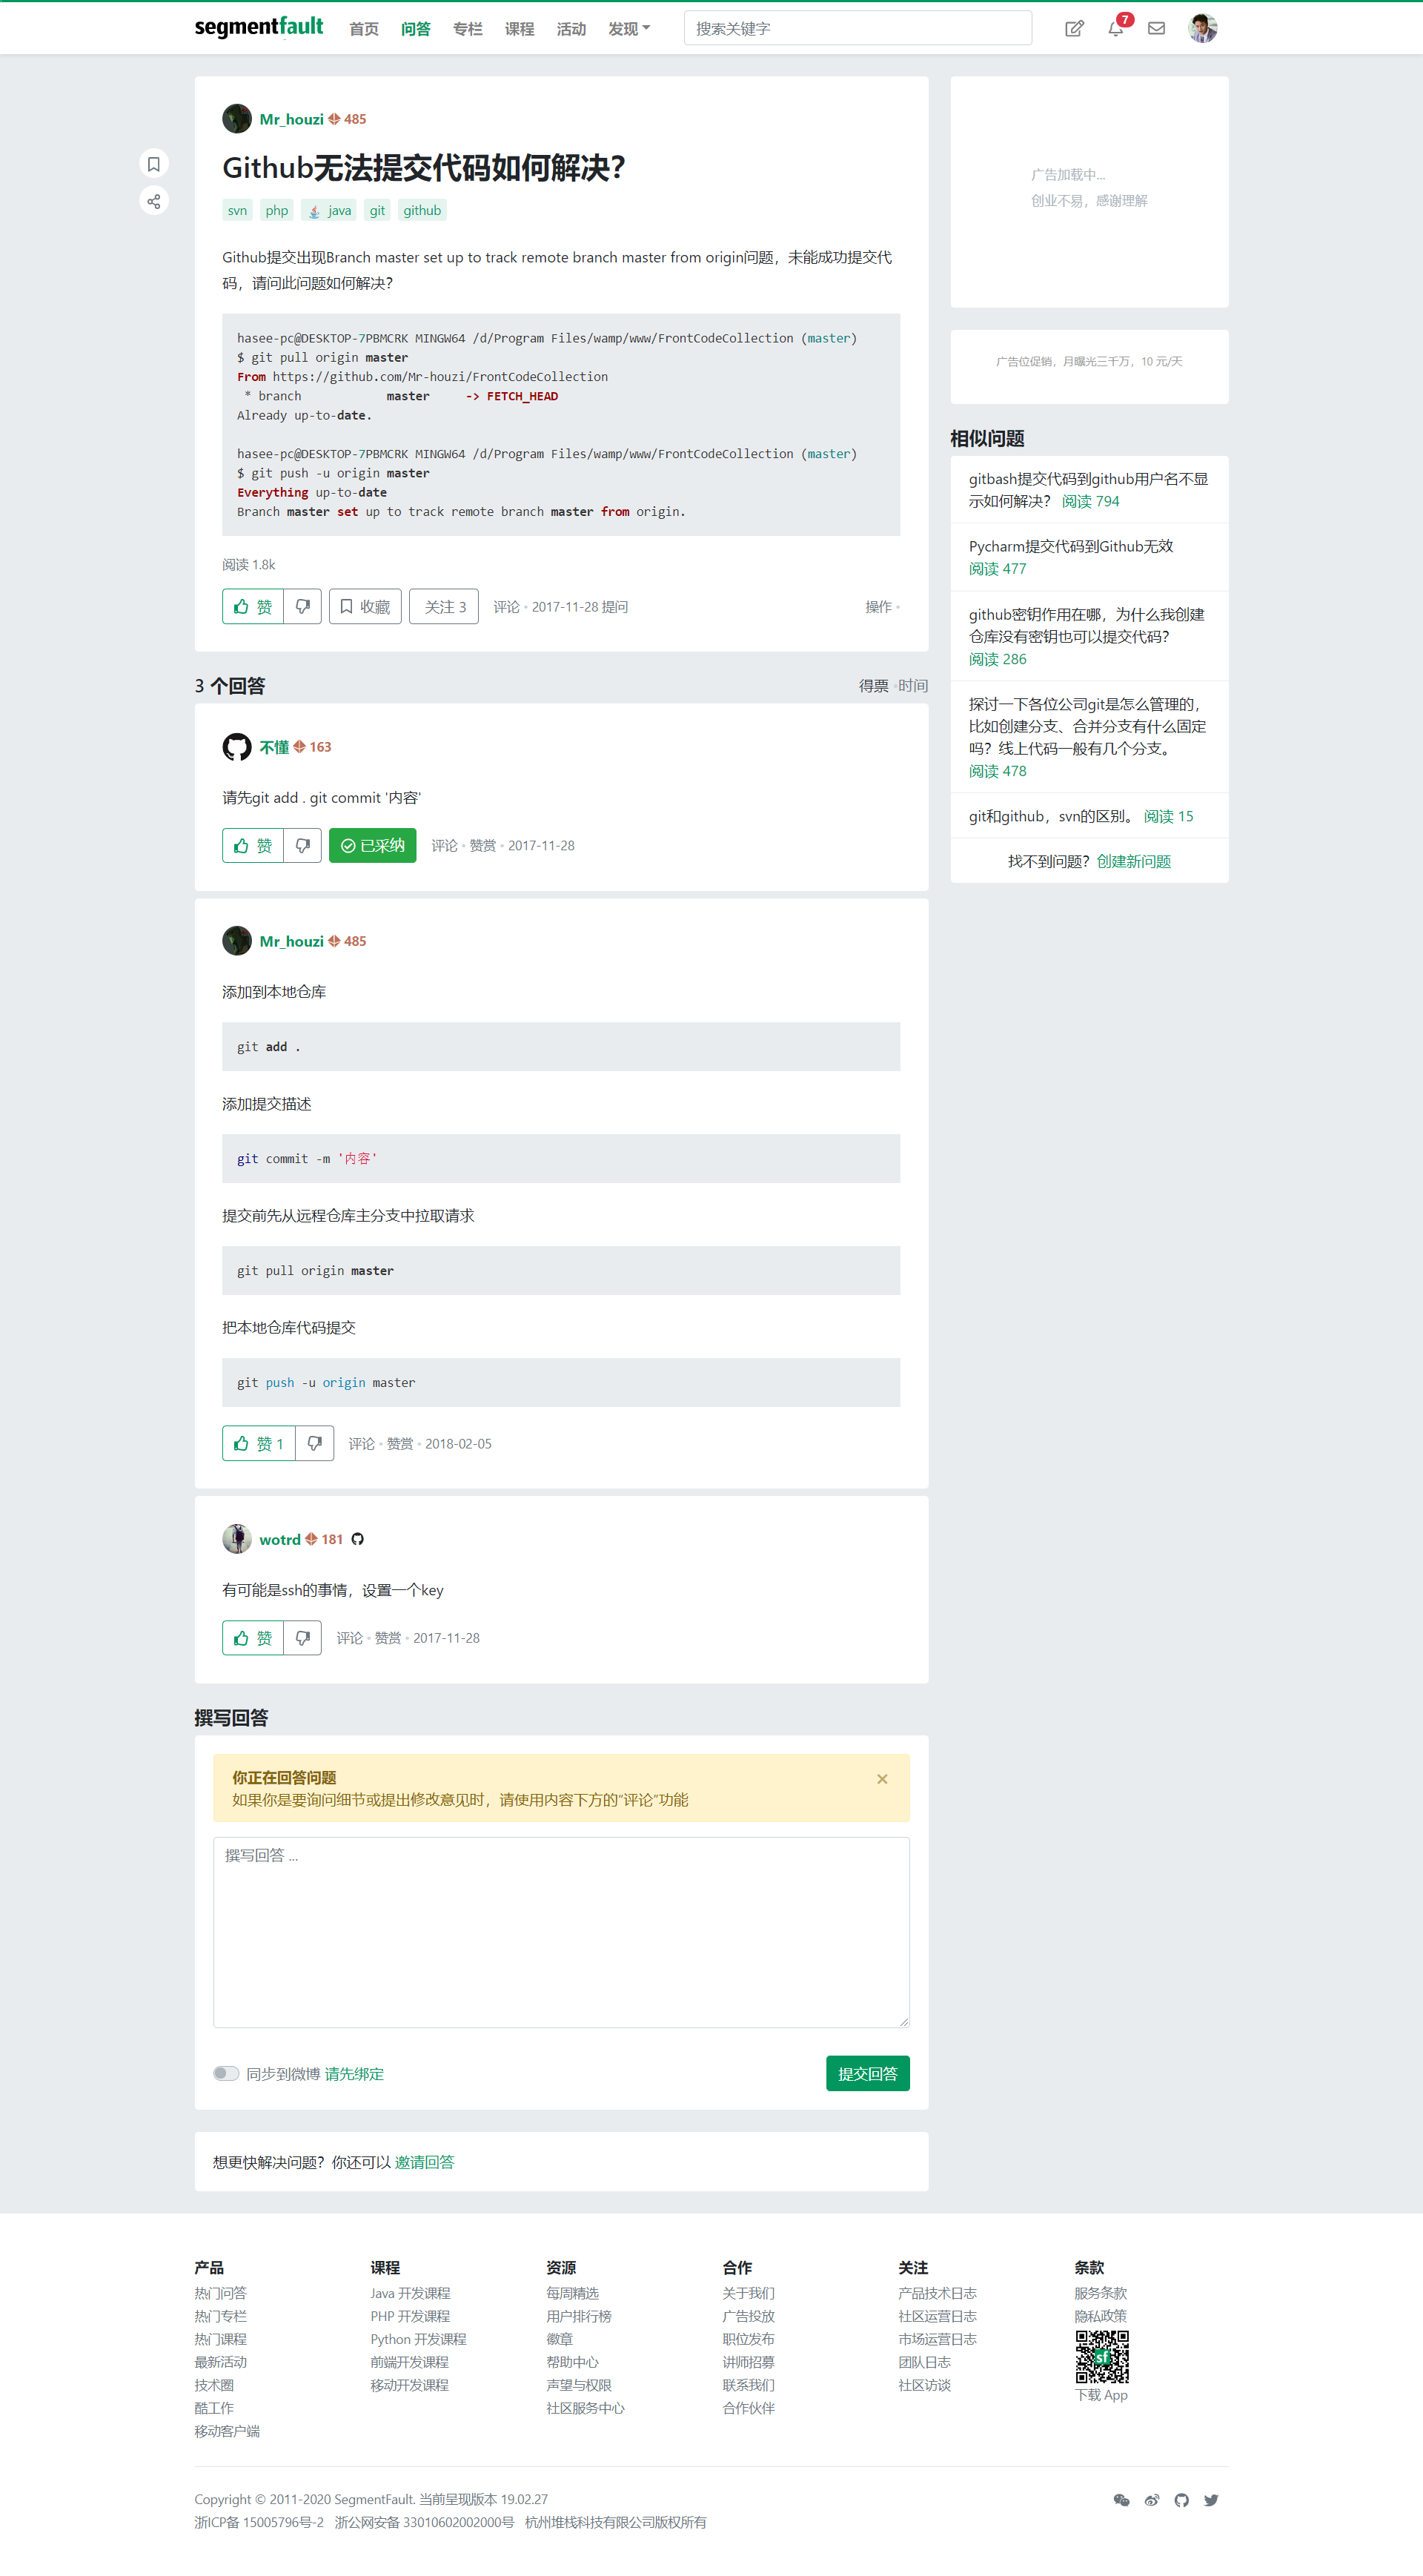 segmentfault 首页 问答 专栏 课程 活动 发现 搜索关键字 7
Mr_houzi 485
Github无法提交代码如何解决？
svn php java git github
Github提交出现Branch master set up to track remote branch master from origin问题，未能成功提交代
码，请问此问题如何解决？
hasee-pc@DESKTOP-7PBMCRK MINGW64 /d/Program Files/wamp/www/FrontCodeCollection (master)
$ git pull origin master
From https://github.com/Mr-houzi/FrontCodeCollection
* branch master -> FETCH_HEAD
Already up-to-date.
hasee-pc@DESKTOP-7PBMCRK MINGW64 /d/Program Files/wamp/www/FrontCodeCollection (master)
$ git push -u origin master
Everything up-to-date
Branch master set up to track remote branch master from origin.
阅读 1.8k
赞 收藏 关注 3 评论 • 2017-11-28 提问 操作 •
3 个回答 得票 •时间
不懂 163
请先git add . git commit '内容'
赞 已采纳 评论 • 赞赏 • 2017-11-28
Mr_houzi 485
添加到本地仓库
git add .
添加提交描述
git commit -m '内容'
提交前先从远程仓库主分支中拉取请求
git pull origin master
把本地仓库代码提交
git push -u origin master
赞 1 评论 • 赞赏 • 2018-02-05
wotrd 181
有可能是ssh的事情，设置一个key
赞 评论 • 赞赏 • 2017-11-28
撰写回答
你正在回答问题 ×
如果你是要询问细节或提出修改意见时，请使用内容下方的“评论”功能
撰写回答 ...
同步到微博 请先绑定 提交回答
想更快解决问题？你还可以 邀请回答
广告加载中...
创业不易，感谢理解
广告位促销，月曝光三千万，10 元/天
相似问题
gitbash提交代码到github用户名不显
示如何解决？ 阅读 794
Pycharm提交代码到Github无效
阅读 477
github密钥作用在哪，为什么我创建
仓库没有密钥也可以提交代码？
阅读 286
探讨一下各位公司git是怎么管理的，
比如创建分支、合并分支有什么固定
吗？线上代码一般有几个分支。
阅读 478
git和github，svn的区别。 阅读 15
找不到问题？创建新问题
产品
热门问答
热门专栏
热门课程
最新活动
技术圈
酷工作
移动客户端
课程
Java 开发课程
PHP 开发课程
Python 开发课程
前端开发课程
移动开发课程
资源
每周精选
用户排行榜
徽章
帮助中心
声望与权限
社区服务中心
合作
关于我们
广告投放
职位发布
讲师招募
联系我们
合作伙伴
关注
产品技术日志
社区运营日志
市场运营日志
团队日志
社区访谈
条款
服务条款
隐私政策
sf
下载 App
Copyright © 2011-2020 SegmentFault. 当前呈现版本 19.02.27
浙ICP备 15005796号-2 浙公网安备 33010602002000号 杭州堆栈科技有限公司版权所有